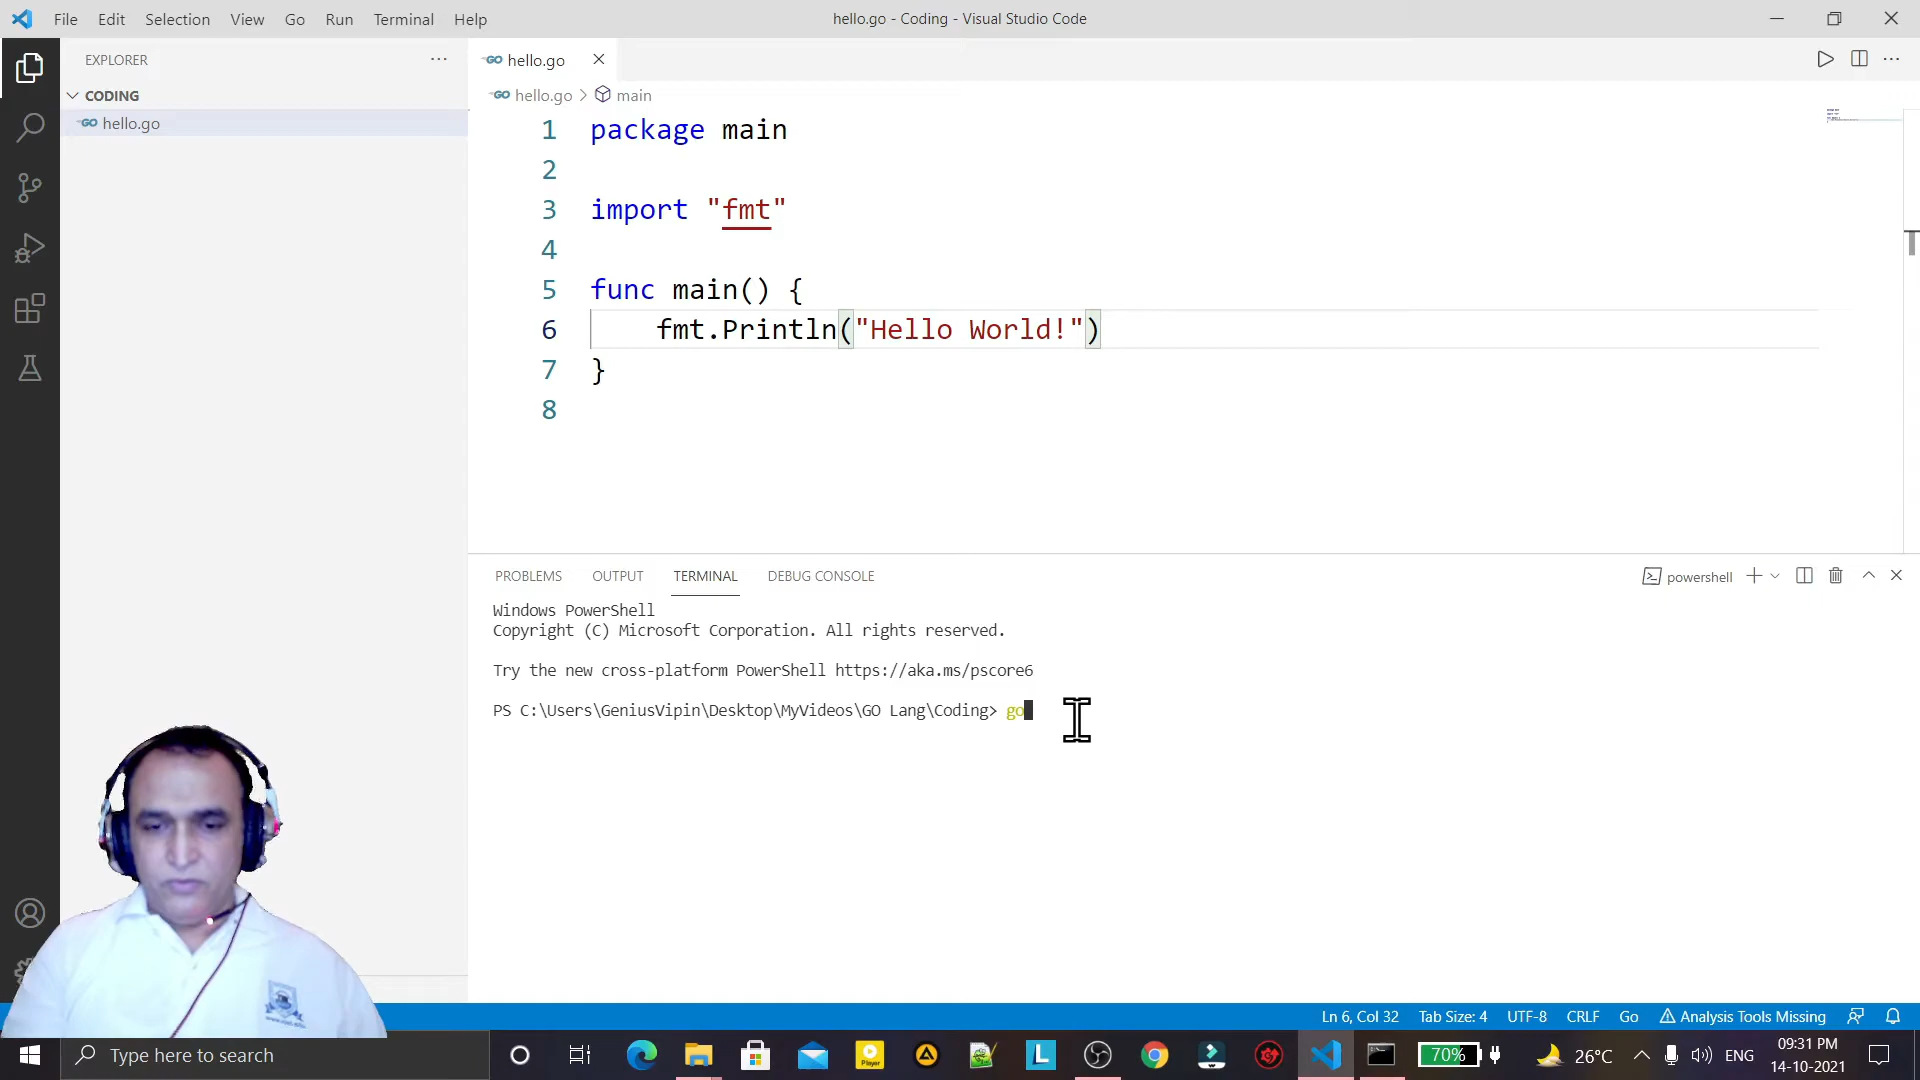 File Edit Selection View Go Run Terminal Help
hello.go - Coding - Visual Studio Code
EXPLORER
CODING
hello.go
hello.go
hello.go > main
1 package main
2
3 import "fmt"
4
5 func main() {
6 fmt.Println("Hello World!")
7 }
8
PROBLEMS OUTPUT TERMINAL DEBUG CONSOLE
powershell
Windows PowerShell
Copyright (C) Microsoft Corporation. All rights reserved.
Try the new cross-platform PowerShell https://aka.ms/pscore6
PS C:\Users\GeniusVipin\Desktop\MyVideos\GO Lang\Coding> go
Ln 6, Col 32 Tab Size: 4 UTF-8 CRLF Go Analysis Tools Missing
Type here to search
Player
L
70%
26°C
ENG
09:31 PM
14-10-2021